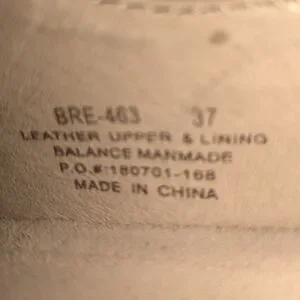 BRE-463 37
LEATHER UPPER & LINING
BALANCE MANMADE
P.O.#:180701-168
MADE IN CHINA